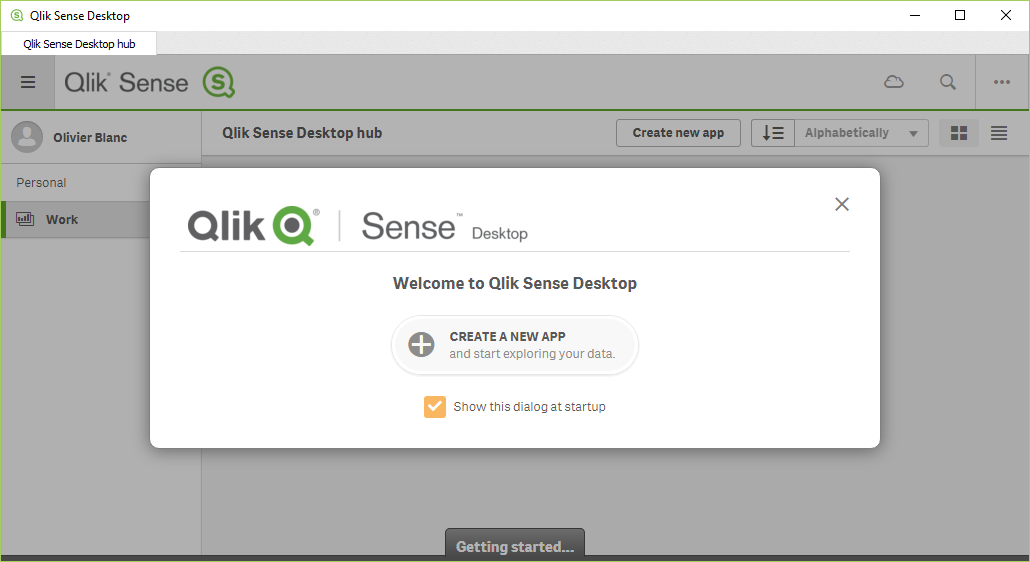 Qlik Sense Desktop
Qlik Sense Desktop hub
Qlik® Sense
Olivier Blanc
Qlik Sense Desktop hub
Create new app
Alphabetically
Personal
Work
Qlik® Sense™ Desktop
Welcome to Qlik Sense Desktop
CREATE A NEW APP
and start exploring your data.
Show this dialog at startup
Getting started...